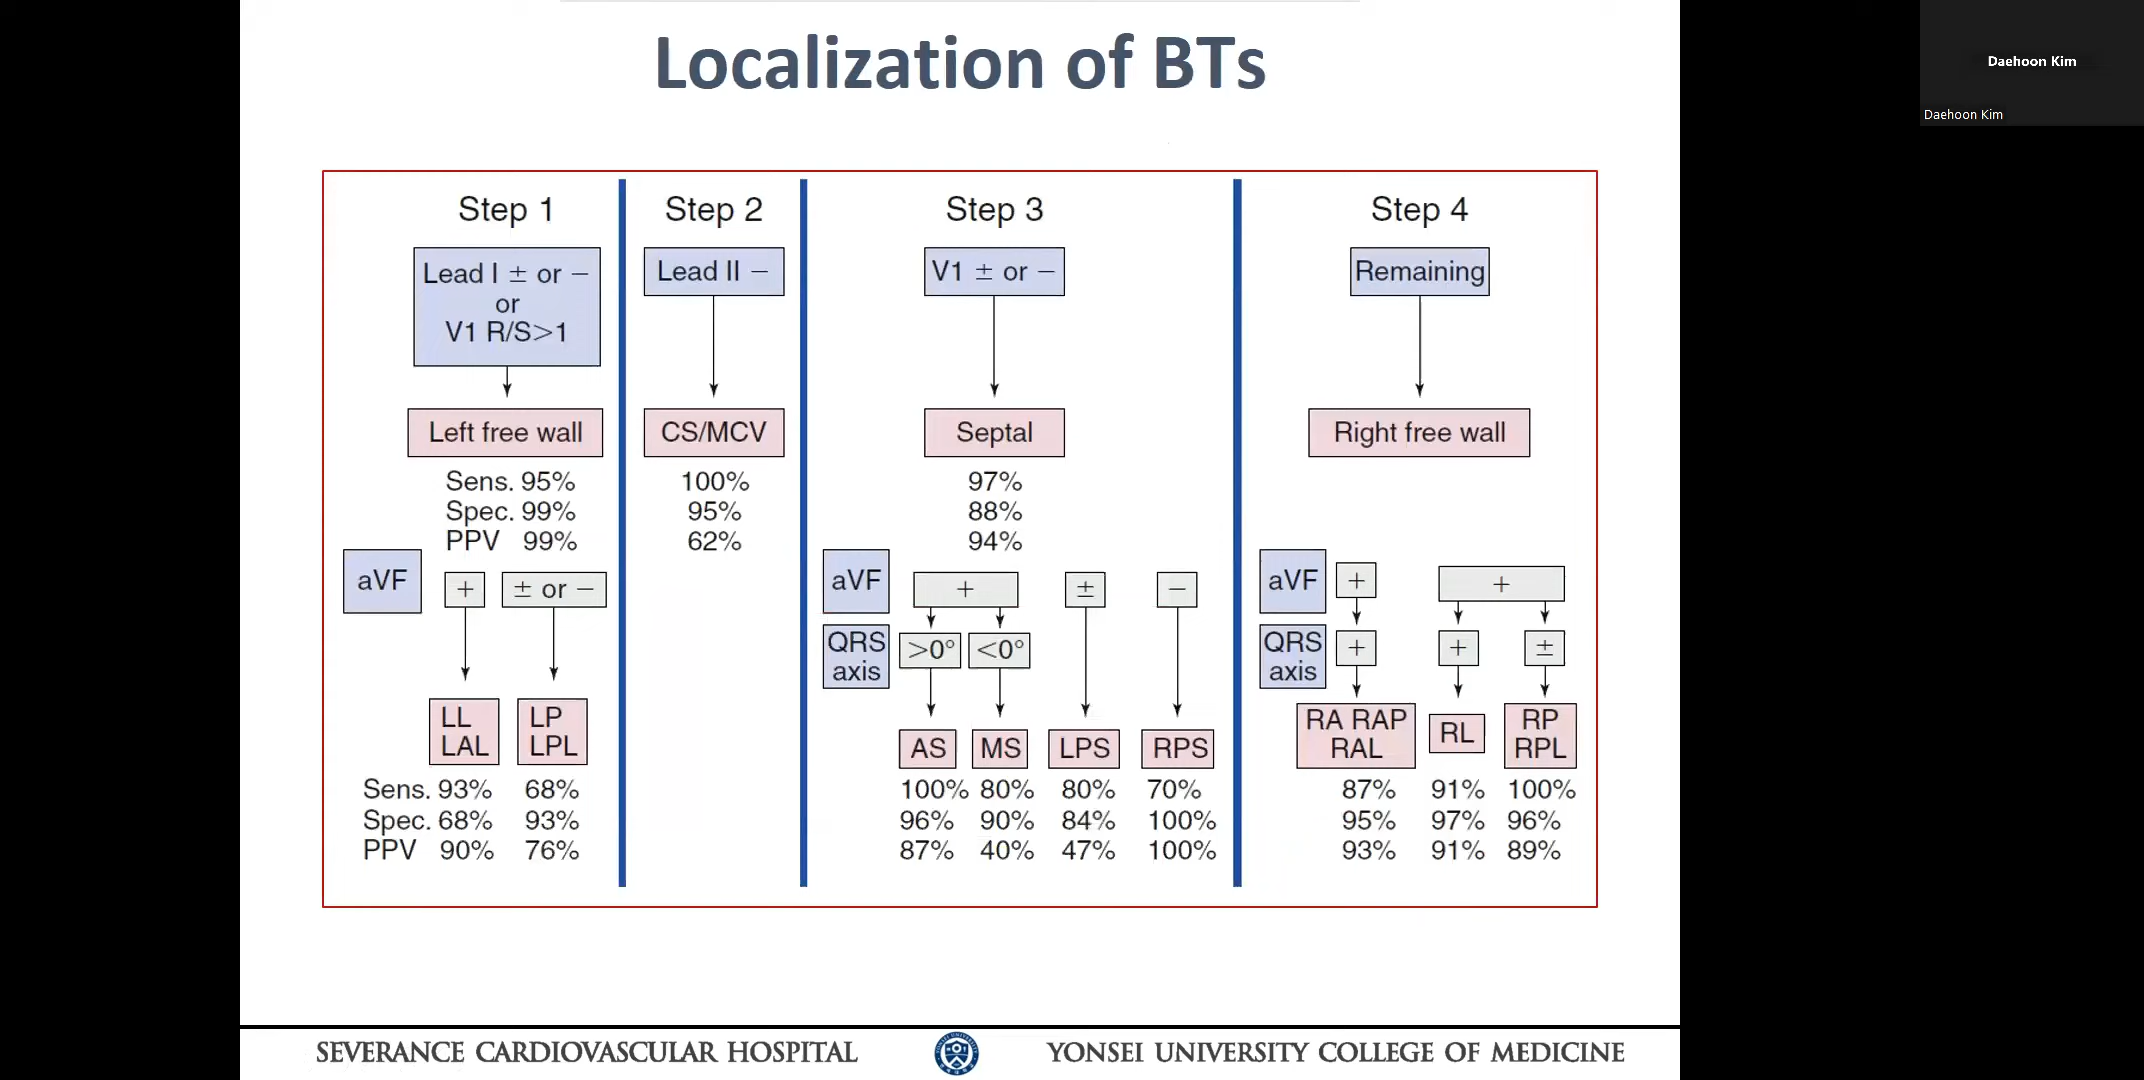 Localization of BTs
Daehoon Kim
Daehoon Kim
Step 1
Lead I ± or −
or
V1 R/S>1
Left free wall
Sens. 95%
Spec. 99%
PPV 99%
aVF
+
± or −
LL
LAL
LP
LPL
Sens. 93% 68%
Spec. 68% 93%
PPV 90% 76%
Step 2
Lead II −
CS/MCV
100%
95%
62%
Step 3
V1 ± or −
Septal
97%
88%
94%
aVF
+
±
−
QRS
axis
>0°
<0°
AS
MS
LPS
RPS
100% 80% 80% 70%
96% 90% 84% 100%
87% 40% 47% 100%
Step 4
Remaining
Right free wall
aVF
+
+
QRS
axis
+
+
±
RA RAP
RAL
RL
RP
RPL
87% 91% 100%
95% 97% 96%
93% 91% 89%
SEVERANCE CARDIOVASCULAR HOSPITAL
YONSEI UNIVERSITY COLLEGE OF MEDICINE